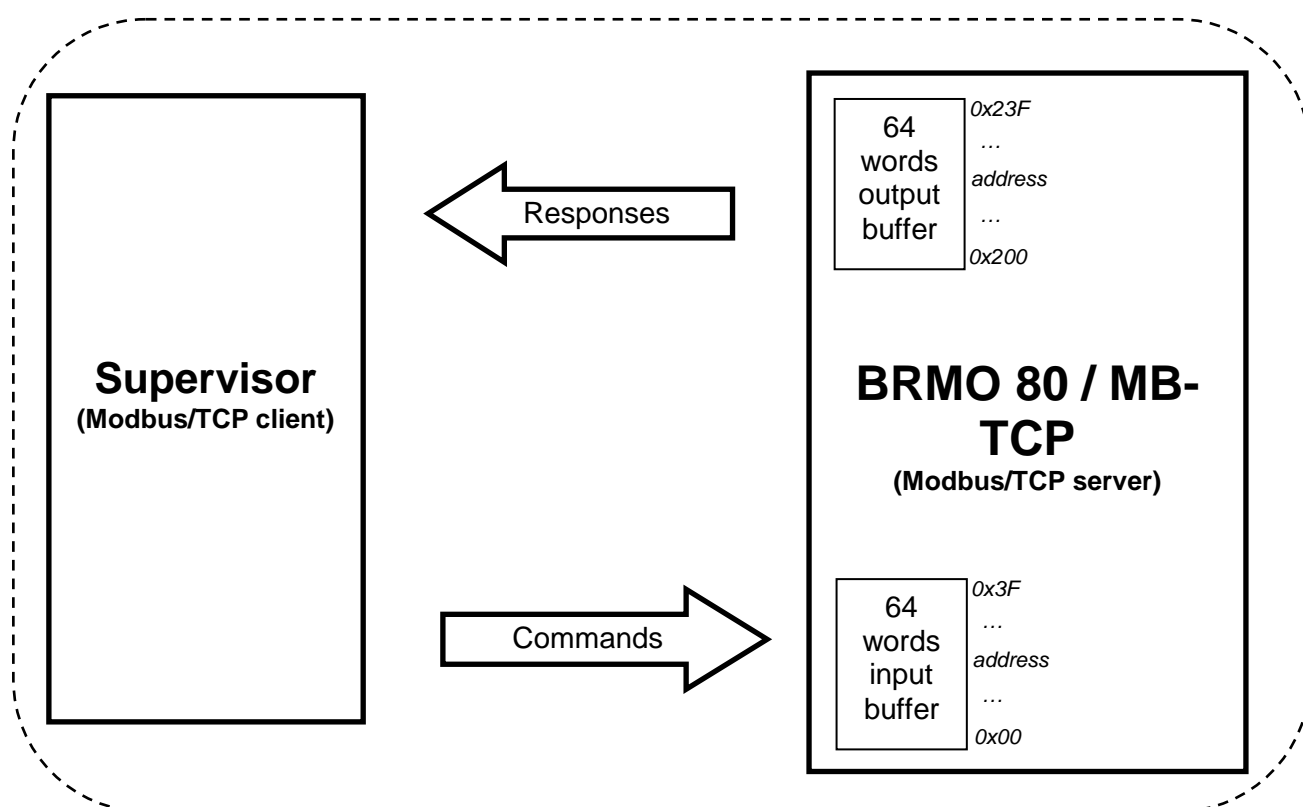 Supervisor
(Modbus/TCP client)
Responses
Commands
64
words
output
buffer
0x23F
…
address
…
0x200
BRMO 80 / MB-
TCP
(Modbus/TCP server)
64
words
input
buffer
0x3F
…
address
…
0x00